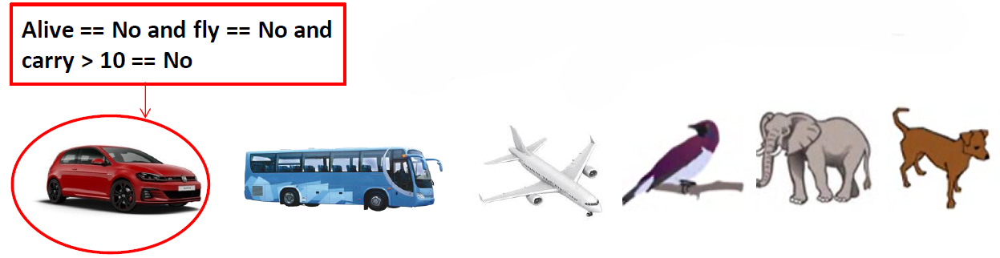 Alive == No and fly == No and
carry > 10 == No